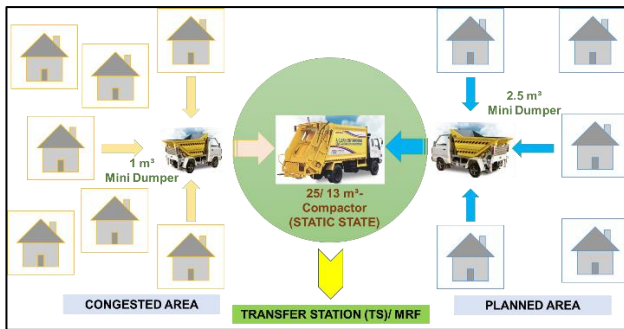 2.5 m³
Mini Dumper
1 m³
Mini Dumper
25/ 13 m³-
Compactor
(STATIC STATE)
CONGESTED AREA
TRANSFER STATION (TS)/ MRF
PLANNED AREA